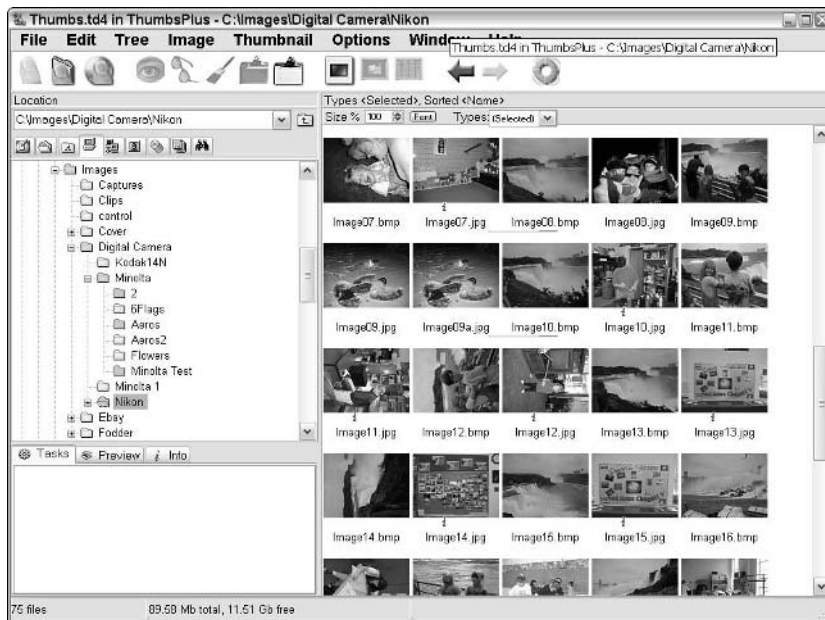 Thumbs.td4 in ThumbsPlus - C:\Images\Digital Camera\Nikon
File Edit Tree Image Thumbnail Options Window Help
Thumbs.td4 in ThumbsPlus - C:\Images\Digital Camera\Nikon
Location
C:\Images\Digital Camera\Nikon
Types <Selected>, Sorted <Name>
Size % 100 Font Types: (Selected)
Images
Captures
Clips
control
Cover
Digital Camera
Kodak14N
Minolta
2
6Flags
Aeros
Aeros2
Flowers
Minolta Test
Minolta 1
Nikon
Ebay
Fodder
Tasks Preview i Info
Image07.bmp Image07.jpg Image08.bmp Image08.jpg Image09.bmp
Image09.jpg Image09a.jpg Image10.bmp Image10.jpg Image11.bmp
Image11.jpg Image12.bmp Image12.jpg Image13.bmp Image13.jpg
Image14.bmp Image14.jpg Image15.bmp Image15.jpg Image16.bmp
75 files 89.58 Mb total, 11.51 Gb free